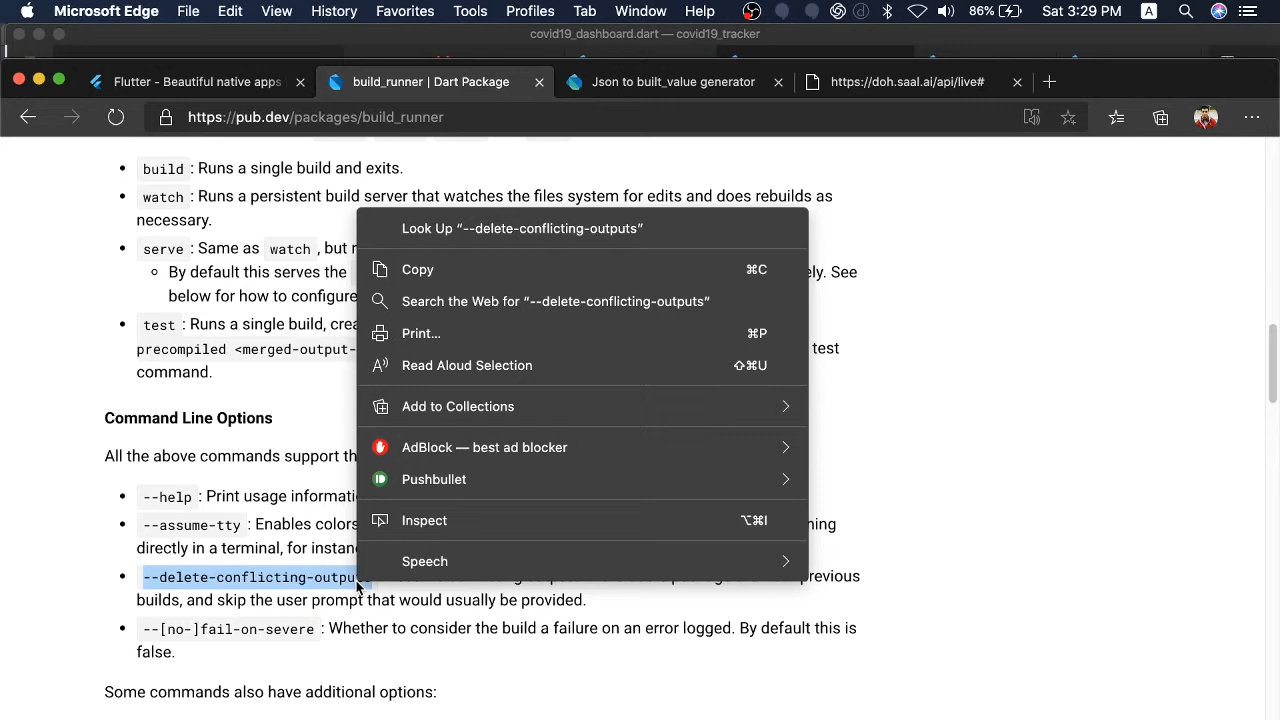 Microsoft Edge File Edit View History Favorites Tools Profiles Tab Window Help 86% Sat 3:29 PM A
covid19_dashboard.dart — covid19_tracker
Flutter - Beautiful native apps
build_runner | Dart Package
Json to built_value generator
https://doh.saal.ai/api/live#
https://pub.dev/packages/build_runner
build : Runs a single build and exits.
watch : Runs a persistent build server that watches the files system for edits and does rebuilds as
necessary.
serve : Same as watch , but
By default this serves the
ly. See
below for how to configure
test : Runs a single build,
precompiled <merged-output-
test
command.
Command Line Options
All the above commands support
--help : Print usage
--assume-tty : Enables colors
directly in a terminal, for
--delete-conflicting-outputs
previous
builds, and skip the user prompt that would usually be provided.
--[no-]fail-on-severe : Whether to consider the build a failure on an error logged. By default this is
false.
Some commands also have additional options:
Look Up “--delete-conflicting-outputs”
Copy ⌘C
Search the Web for “--delete-conflicting-outputs”
Print... ⌘P
Read Aloud Selection ⇧⌘U
Add to Collections
AdBlock — best ad blocker
Pushbullet
Inspect ⌥⌘I
Speech